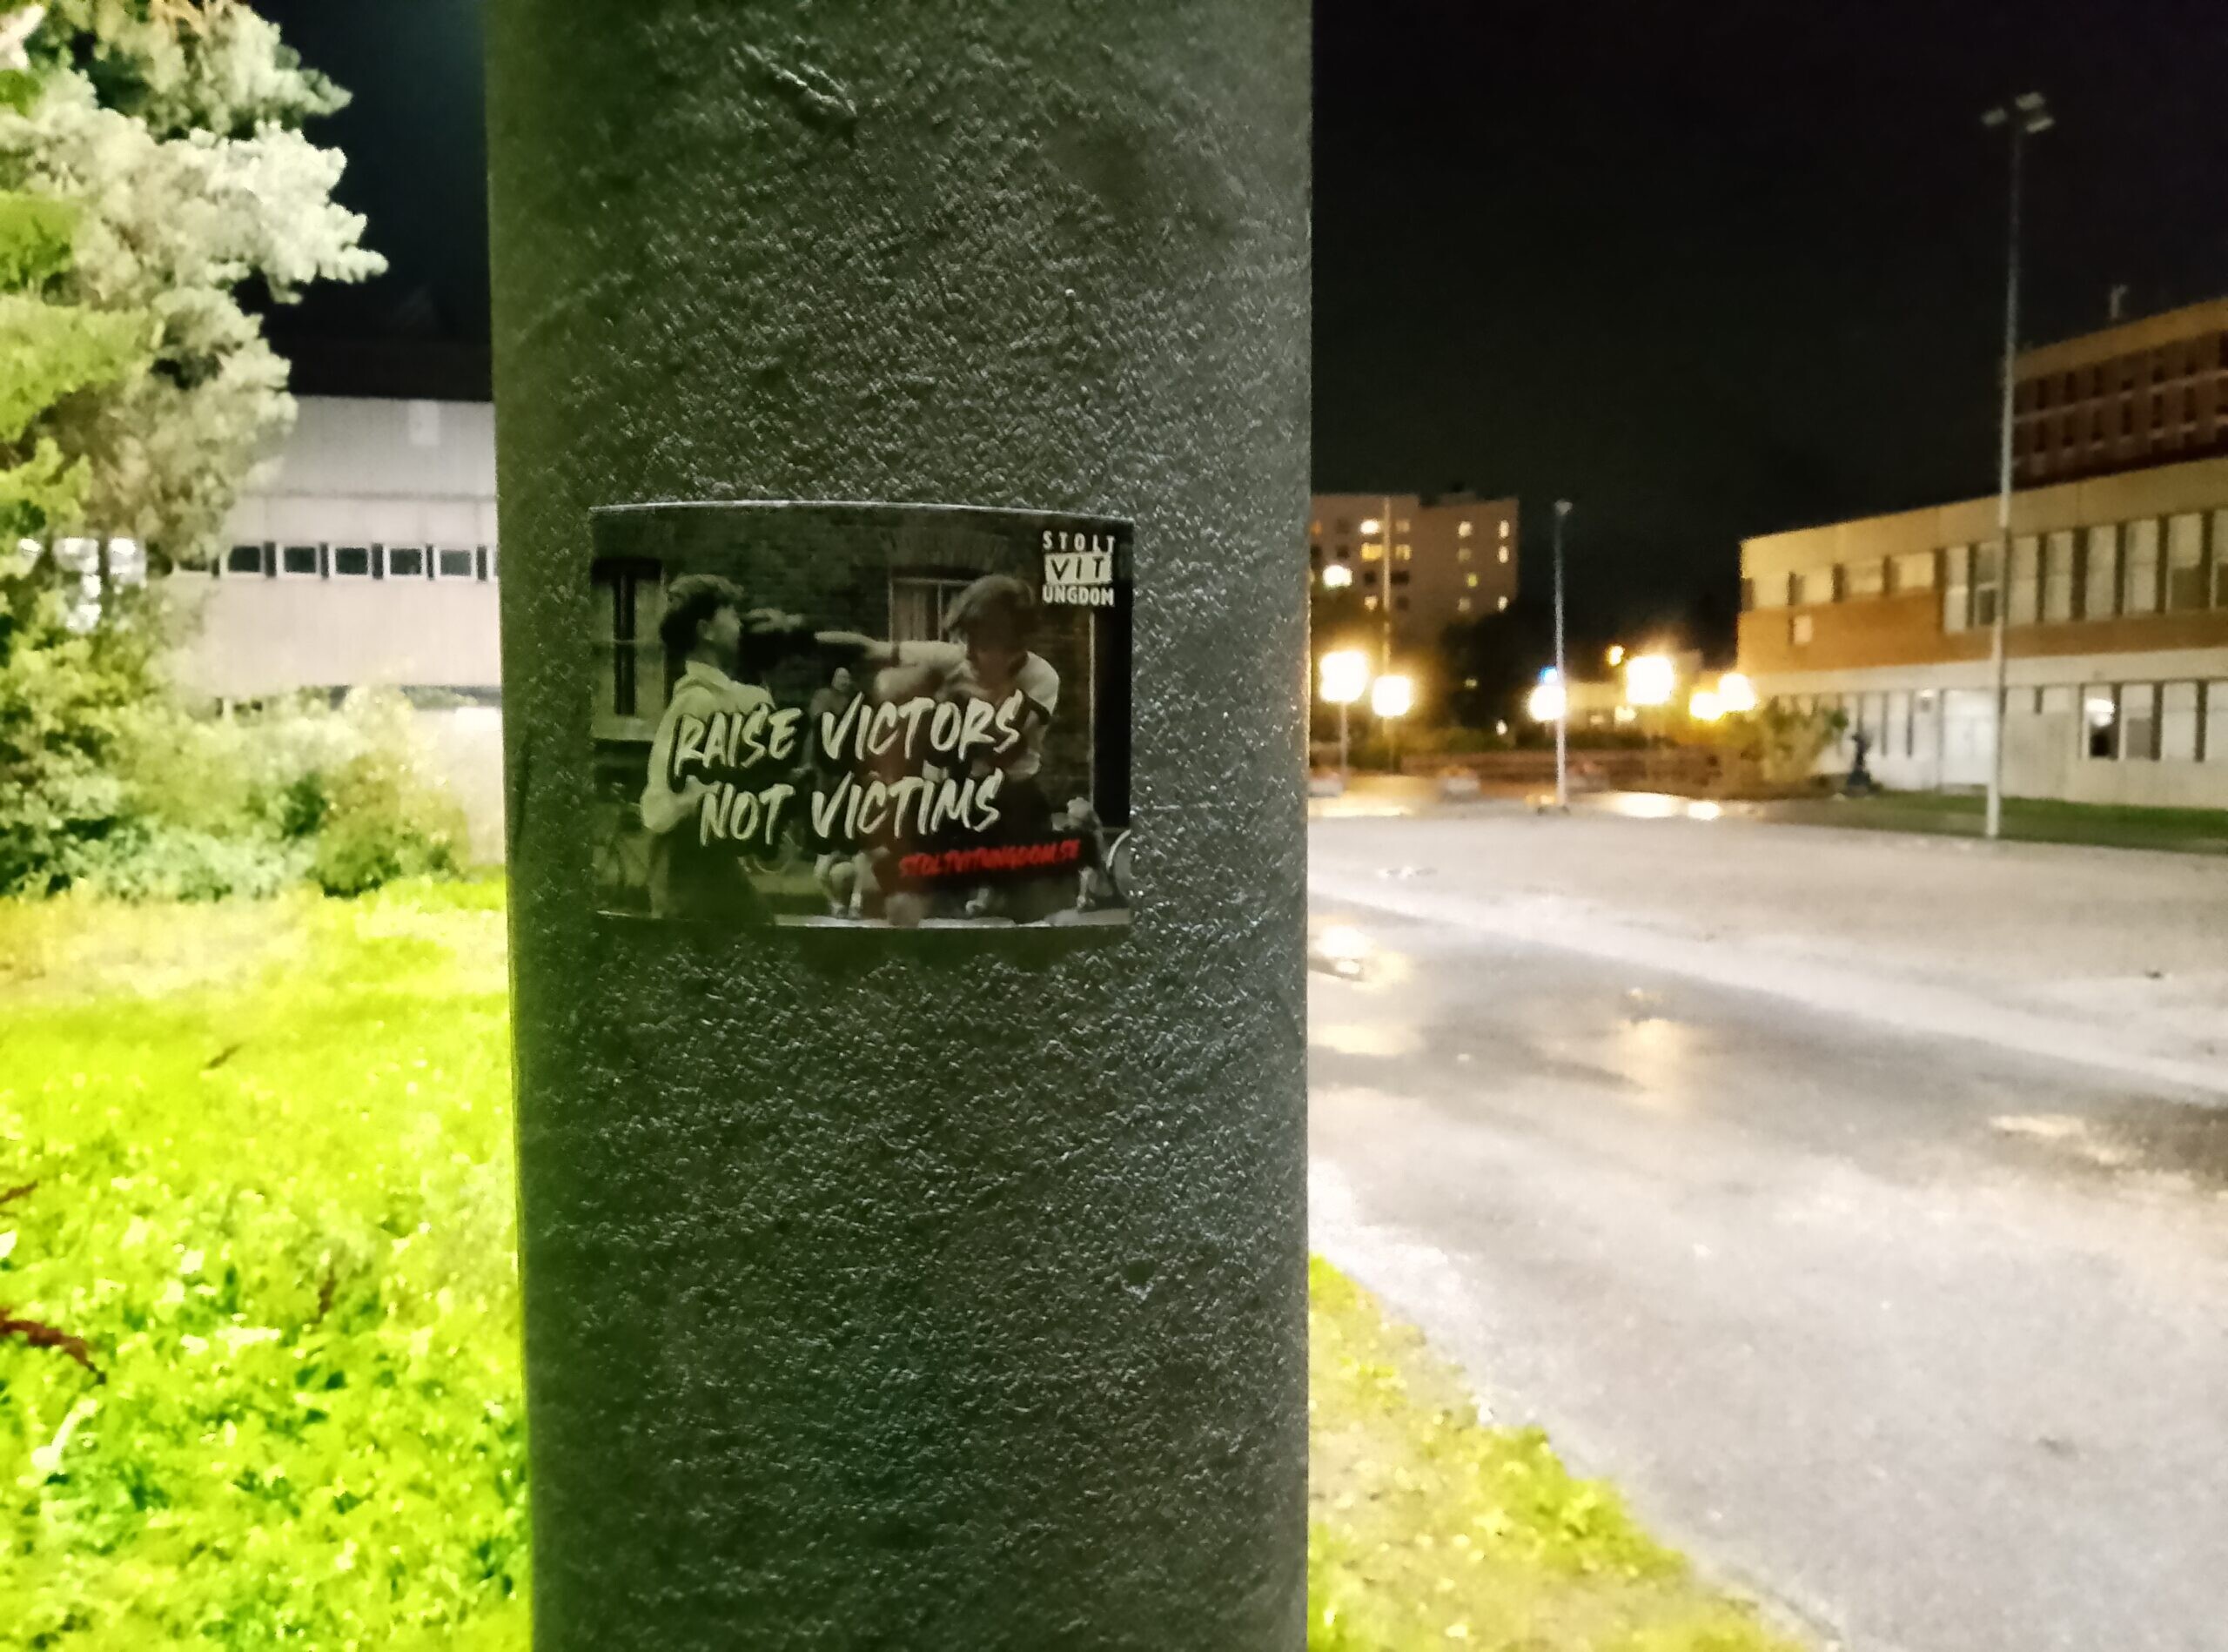 STOLT
VIT
UNGDOM
RAISE VICTORS
NOT VICTIMS
STOLTVITUNGDOM.SE